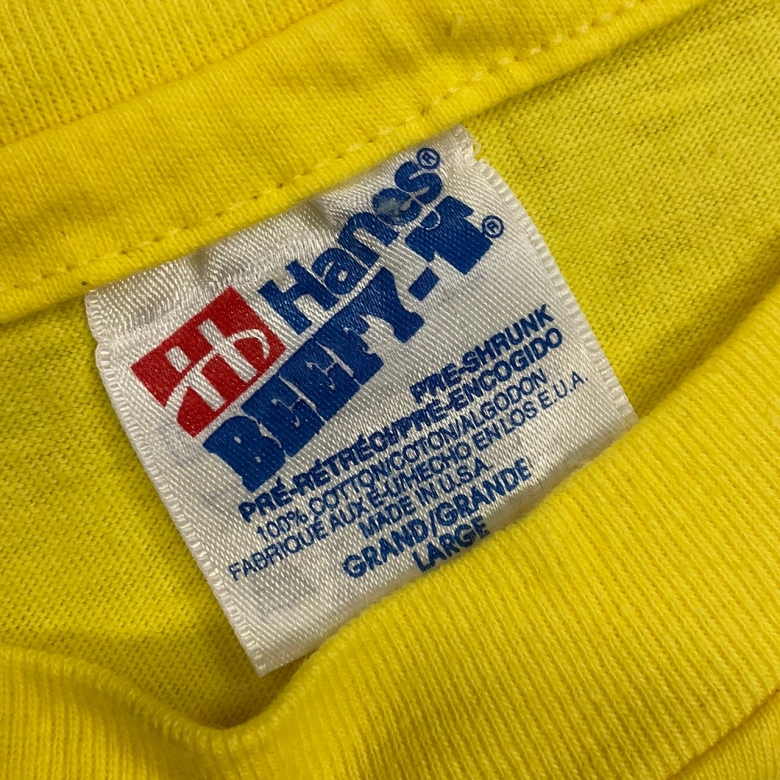 Hanes®
BEEFY-T®
PRE-SHRUNK
PRÉ-RÉTRÉCI/PRE-ENCOGIDO
100% COTTON/COTON/ALGODON
FABRIQUÉ AUX É-U/HECHO EN LOS E.U.A.
MADE IN U.S.A.
GRAND/GRANDE
LARGE